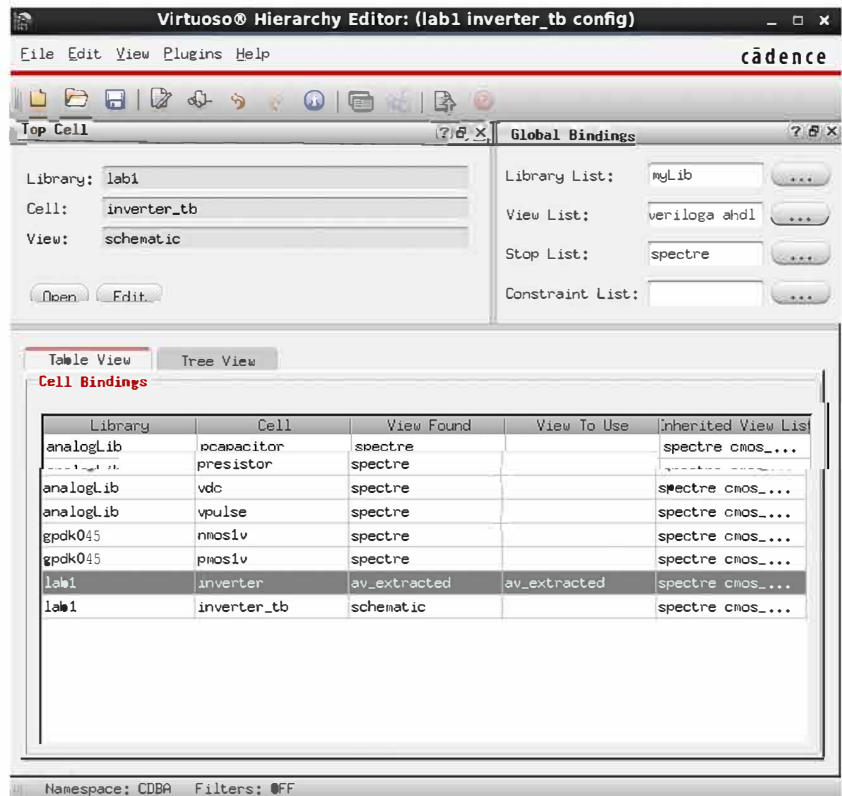 Virtuoso® Hierarchy Editor: (lab1 inverter_tb config)
File Edit View Plugins Help
cādence
Top Cell
Library: lab1
Cell: inverter_tb
View: schematic
Open Edit
Global Bindings
Library List: myLib ...
View List: veriloga ahdl ...
Stop List: spectre ...
Constraint List: ...
Table View Tree View
Cell Bindings
Library Cell View Found View To Use Inherited View List
analogLib pcapacitor spectre spectre cmos_...
presistor spectre
analogLib vdc spectre spectre cmos_...
analogLib vpulse spectre spectre cmos_...
gpdk045 nmos1v spectre spectre cmos_...
gpdk045 pmos1v spectre spectre cmos_...
lab1 inverter av_extracted av_extracted spectre cmos_...
lab1 inverter_tb schematic spectre cmos_...
Namespace: CDBA Filters: OFF